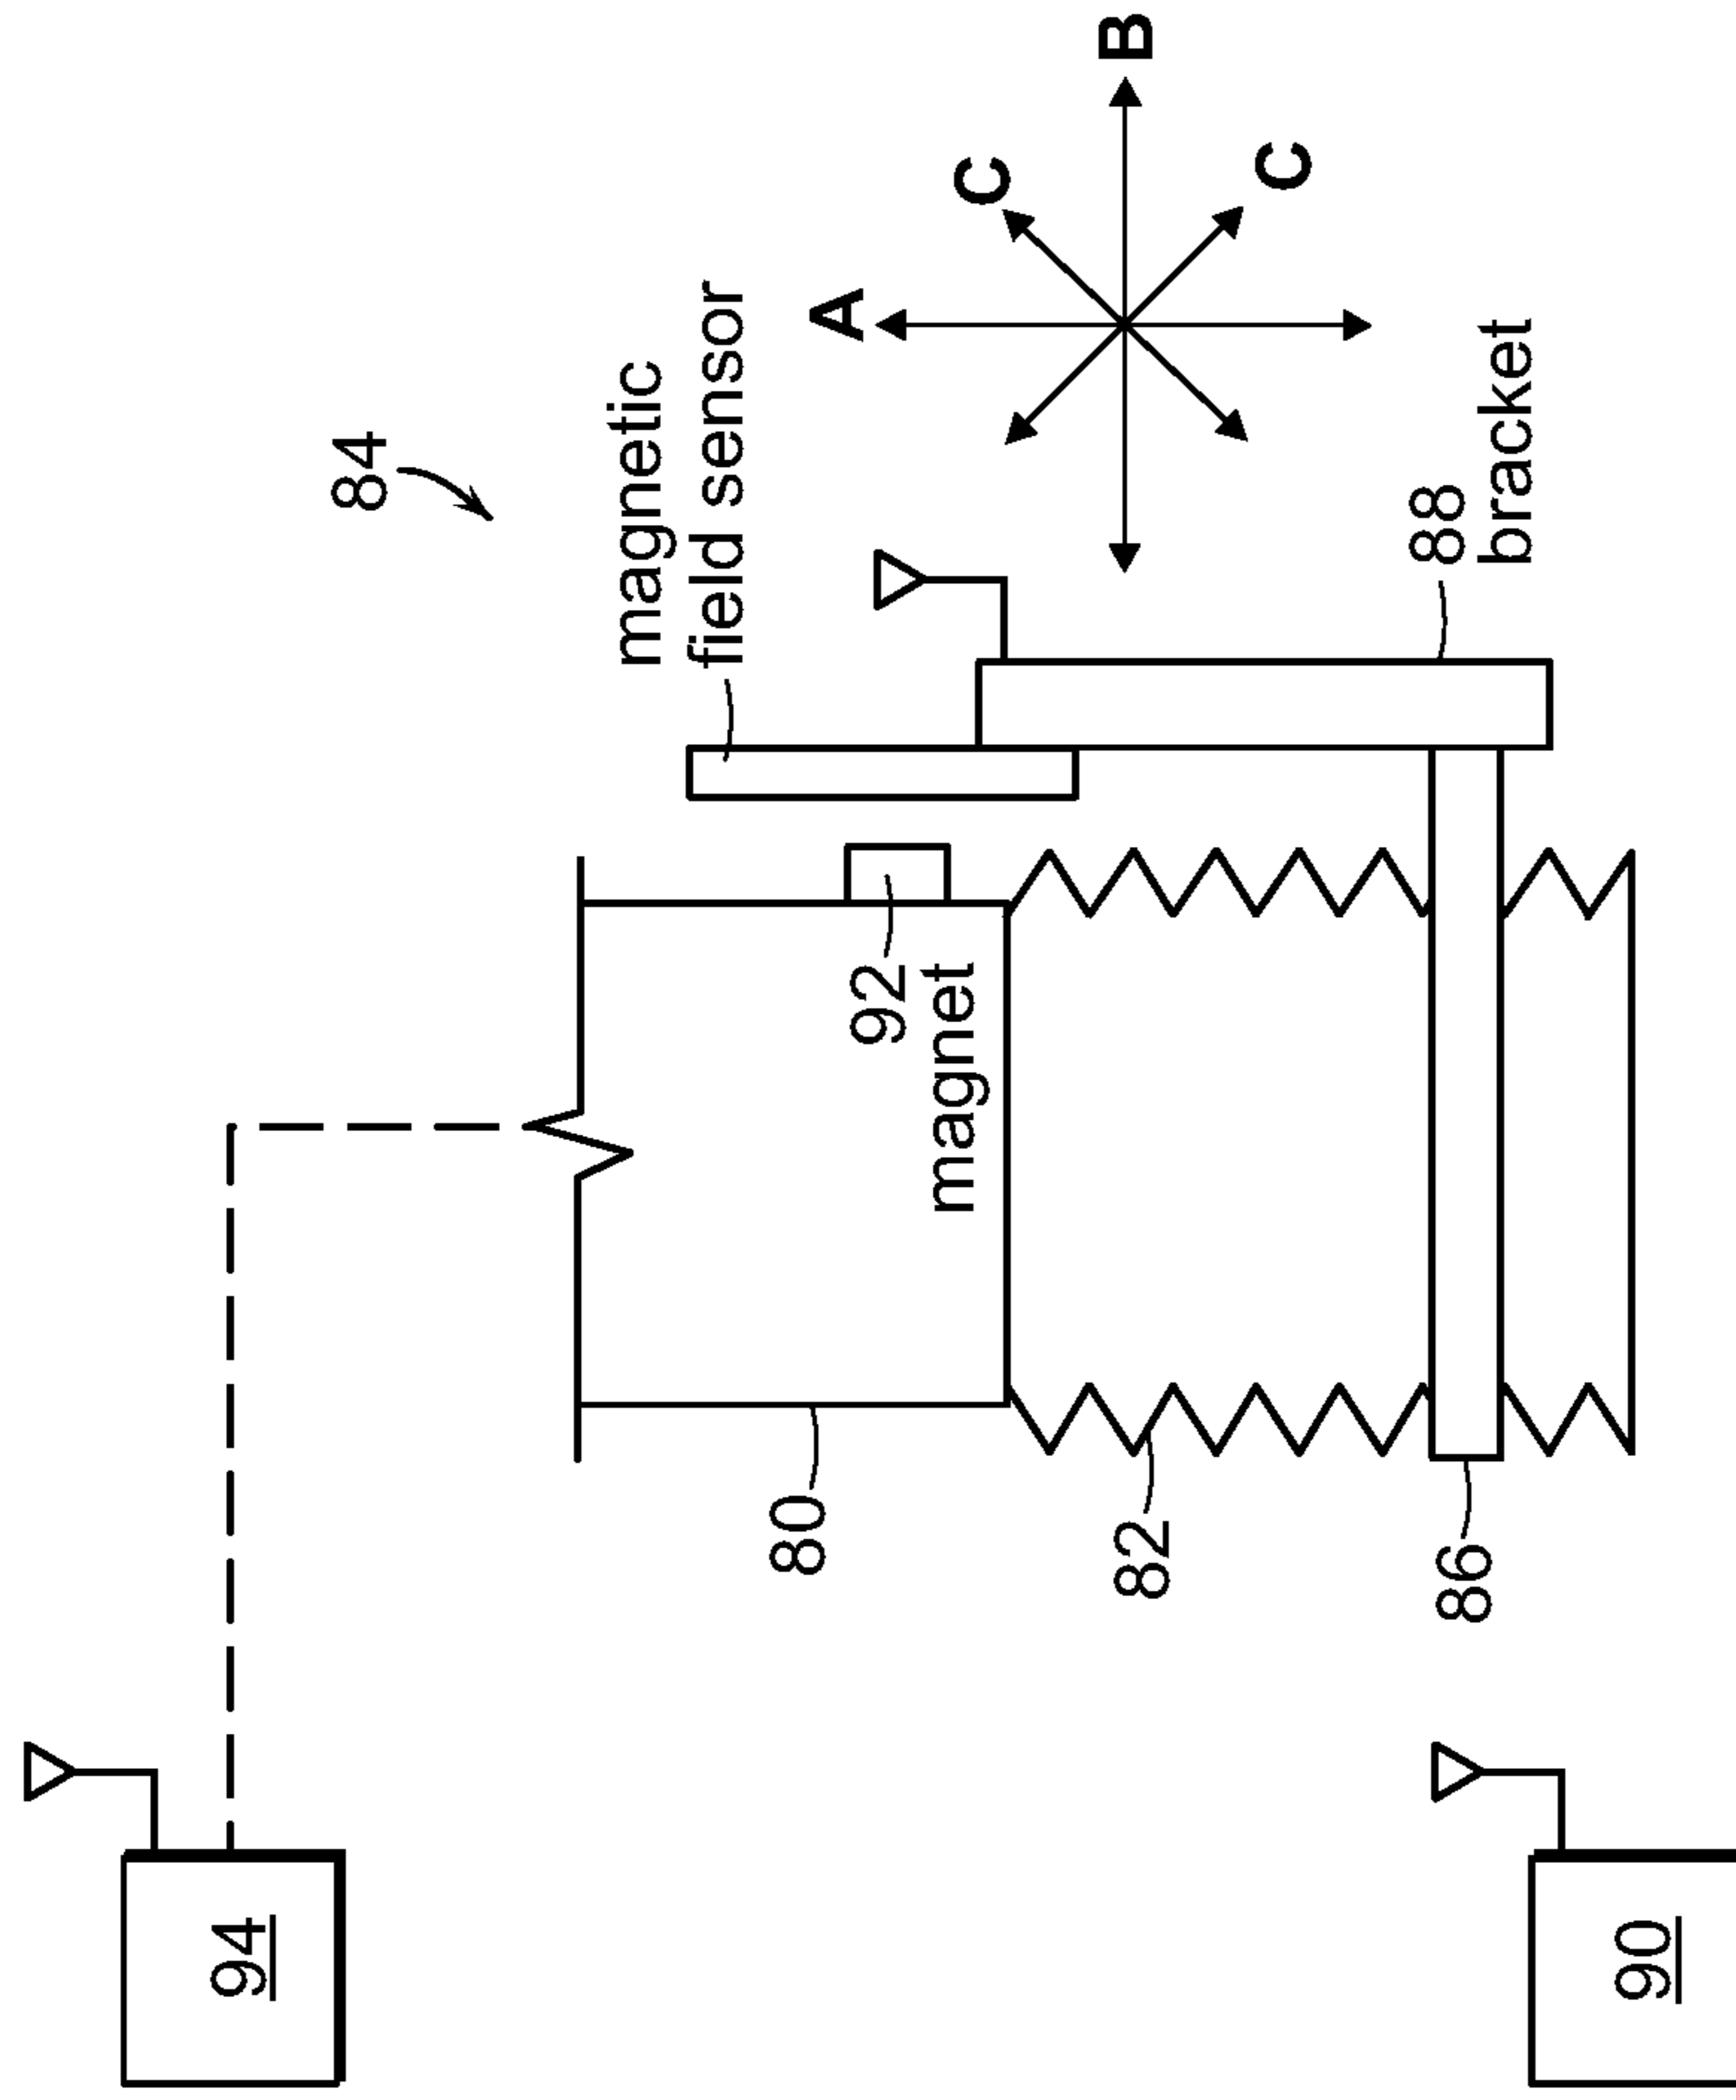 94
84
magnetic
field sensor
80
A
92
magnet
C
B
82
C
88
bracket
86
90